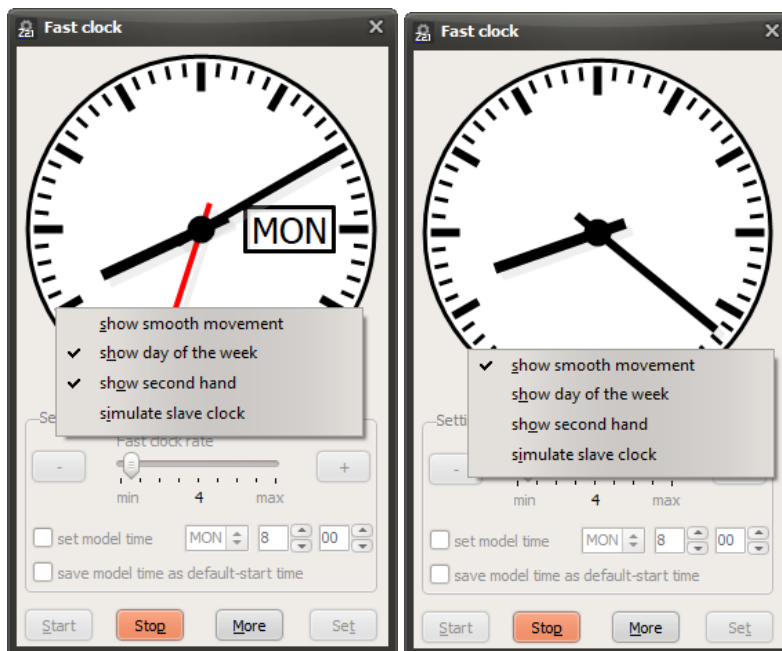 Z21 Fast clock
MON
show smooth movement
show day of the week
show second hand
simulate slave clock
Fast clock rate
-
+
min 4 max
set model time MON 8 00
save model time as default-start time
Start Stop More Set
Z21 Fast clock
show smooth movement
show day of the week
show second hand
simulate slave clock
-
min 4 max
set model time MON 8 00
save model time as default-start time
Start Stop More Set